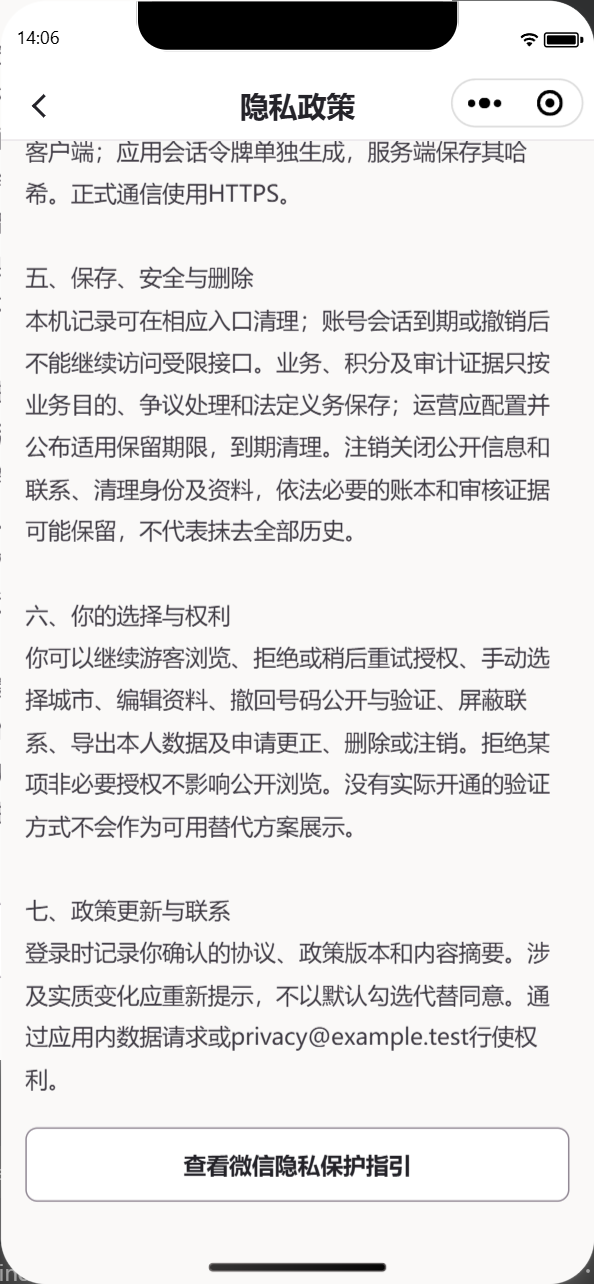 14:06
隐私政策
客户端；应用会话令牌单独生成，服务端保存其哈
希。正式通信使用HTTPS。
五、保存、安全与删除
本机记录可在相应入口清理；账号会话到期或撤销后
不能继续访问受限接口。业务、积分及审计证据只按
业务目的、争议处理和法定义务保存；运营应配置并
公布适用保留期限，到期清理。注销关闭公开信息和
联系、清理身份及资料，依法必要的账本和审核证据
可能保留，不代表抹去全部历史。
六、你的选择与权利
你可以继续游客浏览、拒绝或稍后重试授权、手动选
择城市、编辑资料、撤回号码公开与验证、屏蔽联
系、导出本人数据及申请更正、删除或注销。拒绝某
项非必要授权不影响公开浏览。没有实际开通的验证
方式不会作为可用替代方案展示。
七、政策更新与联系
登录时记录你确认的协议、政策版本和内容摘要。涉
及实质变化应重新提示，不以默认勾选代替同意。通
过应用内数据请求或privacy@example.test行使权
利。
查看微信隐私保护指引